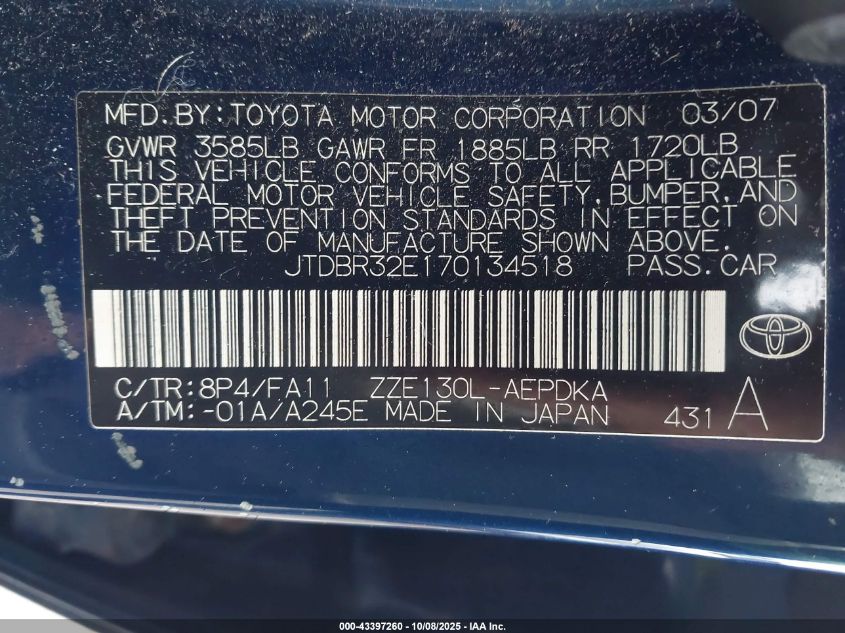 MFD.BY:TOYOTA MOTOR CORPORATION 03/07
GVWR 3585LB GAWR FR 1885LB RR 1720LB
THIS VEHICLE CONFORMS TO ALL APPLICABLE
FEDERAL MOTOR VEHICLE SAFETY,BUMPER,AND
THEFT PREVENTION STANDARDS IN EFFECT ON
THE DATE OF MANUFACTURE SHOWN ABOVE.
JTDBR32E170134518 PASS.CAR
C/TR:8P4/FA11 ZZE130L-AEPDKA
A/TM:-01A/A245E MADE IN JAPAN 431 A
000-43397260 - 10/08/2025 - IAA Inc.